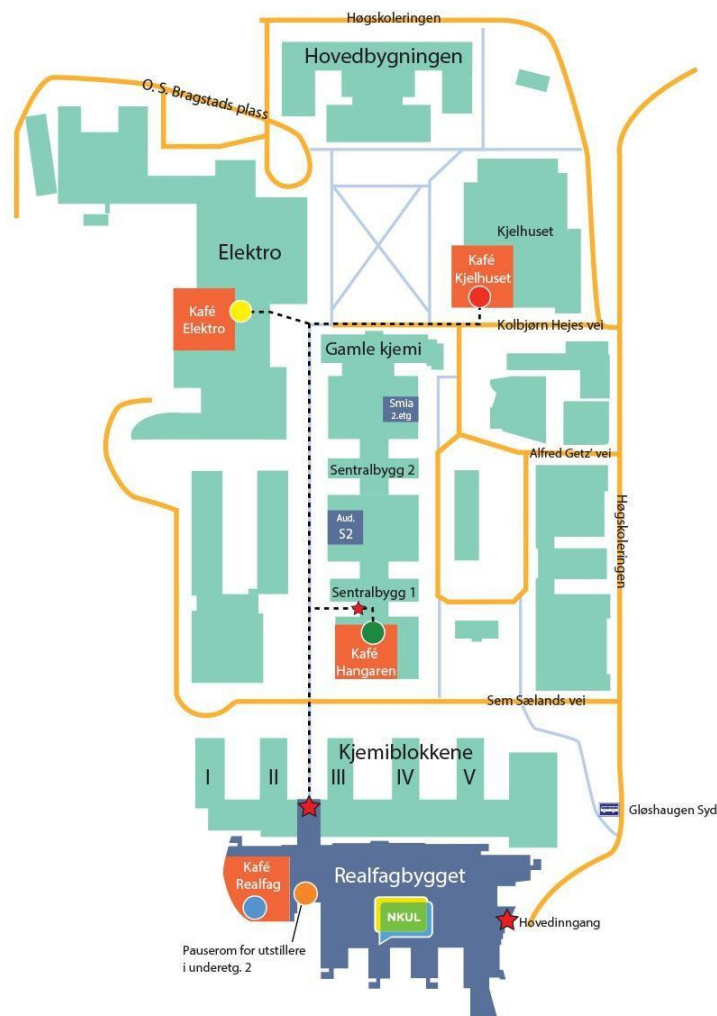 Høgskoleringen
Hovedbygningen
O. S. Bragstads plass
Kjelhuset
Elektro
Kafé
Kjelhuset
Kafé
Elektro
Kolbjørn Hejes vei
Gamle kjemi
Smia
2.etg
Alfred Getz' vei
Sentralbygg 2
Høgskoleringen
Aud.
S2
Sentralbygg 1
Kafé
Hangaren
Sem Sælands vei
Kjemiblokkene
I II III IV V
Gløshaugen Syd
Kafé
Realfag
Realfagbygget
NKUL
Hovedinngang
Pauserom for utstillere
i underetg. 2